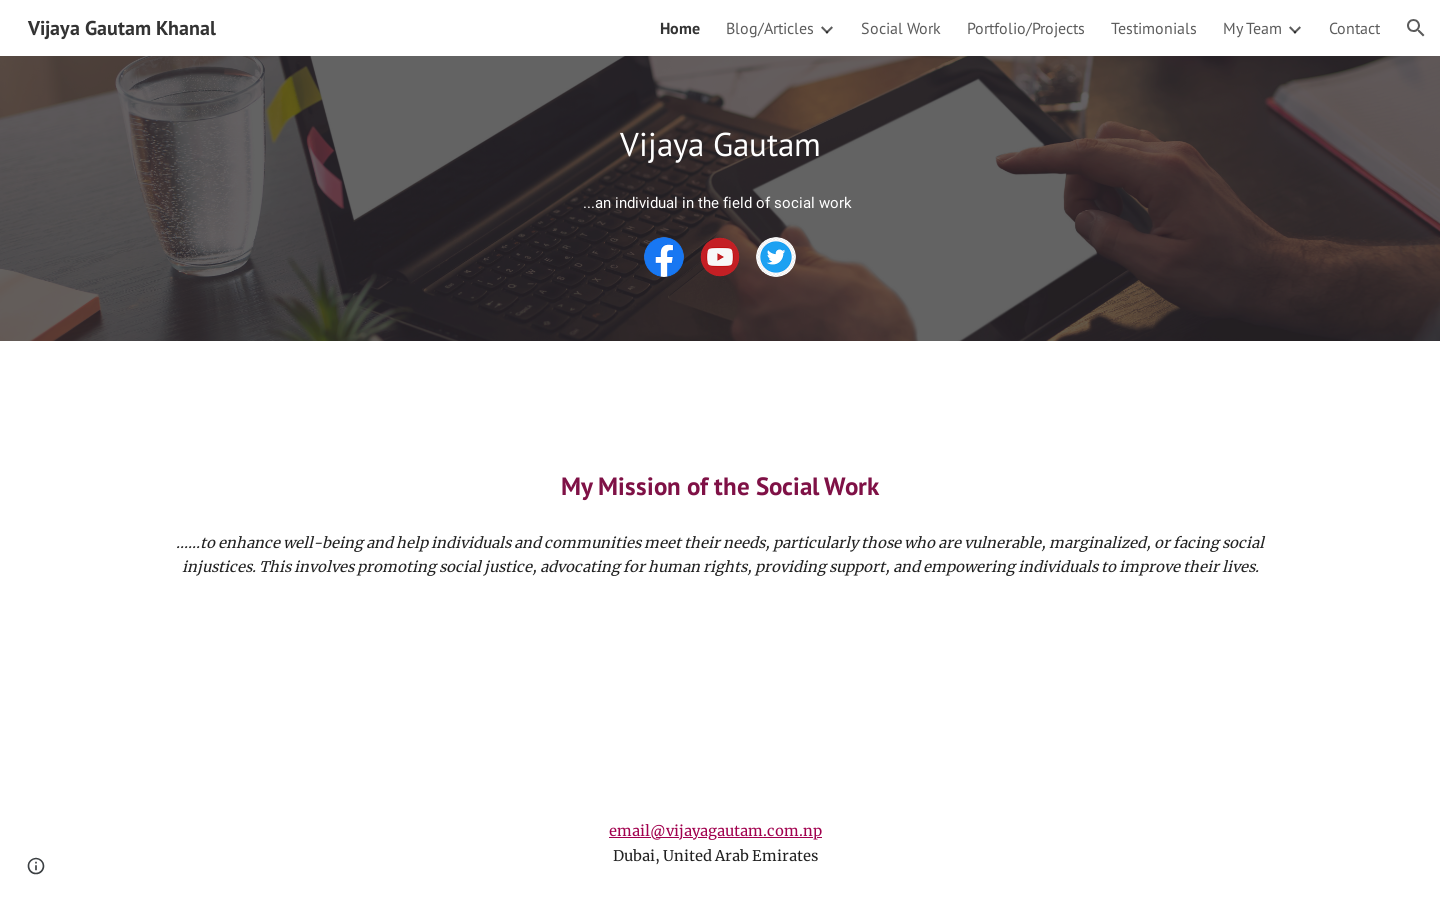 Vijaya Gautam Khanal
Home Blog/Articles Social Work Portfolio/Projects Testimonials My Team Contact
Vijaya Gautam
...an individual in the field of social work
My Mission of the Social Work
......to enhance well-being and help individuals and communities meet their needs, particularly those who are vulnerable, marginalized, or facing social
injustices. This involves promoting social justice, advocating for human rights, providing support, and empowering individuals to improve their lives.
email@vijayagautam.com.np
Dubai, United Arab Emirates